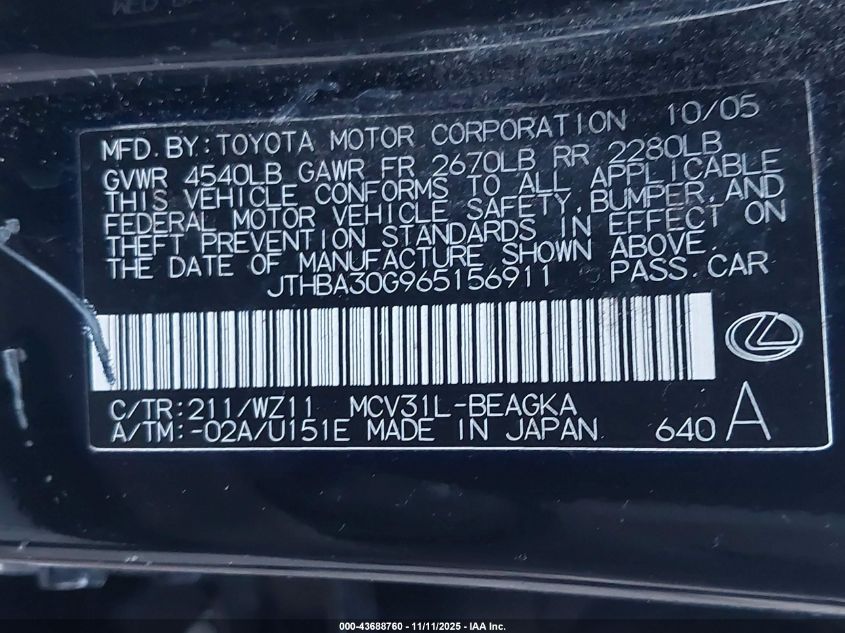 MFD. BY: TOYOTA MOTOR CORPORATION 10/05
GVWR 4540LB GAWR FR 2670LB RR 2280LB
THIS VEHICLE CONFORMS TO ALL APPLICABLE
FEDERAL MOTOR VEHICLE SAFETY, BUMPER, AND
THEFT PREVENTION STANDARDS IN EFFECT ON
THE DATE OF MANUFACTURE SHOWN ABOVE.
JTHBA30G965156911 PASS. CAR
C/TR:211/WZ11 MCV31L-BEAGKA
A/TM:-02A/U151E MADE IN JAPAN 640 A
000-43688760 - 11/11/2025 - IAA Inc.